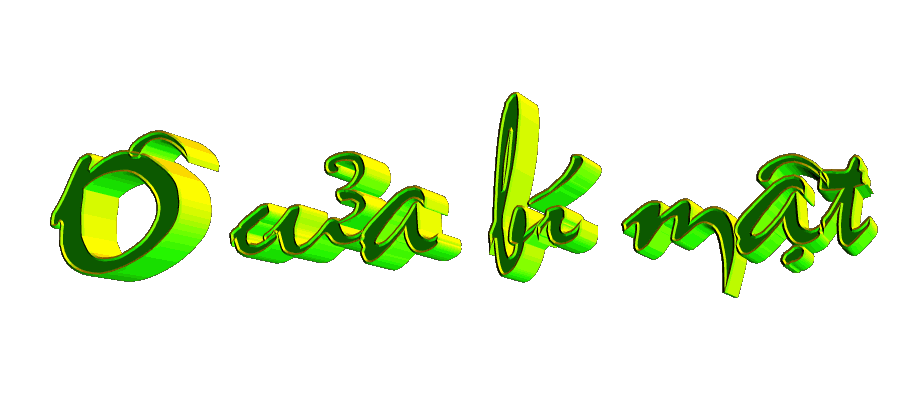 Ô cửa bí mật